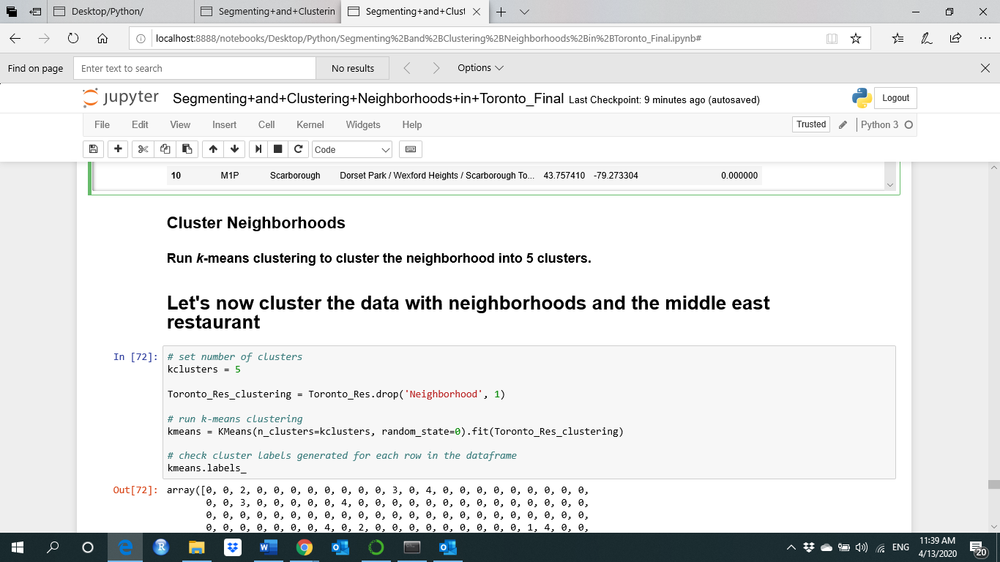 Desktop/Python/
Segmenting+and+Clusterin
Segmenting+and+Clust
localhost:8888/notebooks/Desktop/Python/Segmenting%2Band%2BClustering%2BNeighborhoods%2Bin%2BToronto_Final.ipynb#
Find on page
Enter text to search
No results
Options
jupyter
Segmenting+and+Clustering+Neighborhoods+in+Toronto_Final Last Checkpoint: 9 minutes ago (autosaved)
Logout
File Edit View Insert Cell Kernel Widgets Help
Trusted
Python 3
Code
10 M1P Scarborough Dorset Park / Wexford Heights / Scarborough To... 43.757410 -79.273304 0.000000
Cluster Neighborhoods
Run k-means clustering to cluster the neighborhood into 5 clusters.
Let's now cluster the data with neighborhoods and the middle east
restaurant
In [72]: # set number of clusters
kclusters = 5
Toronto_Res_clustering = Toronto_Res.drop('Neighborhood', 1)
# run k-means clustering
kmeans = KMeans(n_clusters=kclusters, random_state=0).fit(Toronto_Res_clustering)
# check cluster labels generated for each row in the dataframe
kmeans.labels_
Out[72]: array([0, 0, 2, 0, 0, 0, 0, 0, 0, 0, 0, 3, 0, 4, 0, 0, 0, 0, 0, 0, 0, 0, 0,
0, 0, 3, 0, 0, 0, 0, 0, 4, 0, 0, 0, 0, 0, 0, 0, 0, 0, 0, 0, 0, 0, 0,
0, 0, 0, 0, 0, 0, 0, 0, 0, 0, 0, 0, 0, 0, 0, 0, 0, 0, 0, 0, 0, 0, 0,
0, 0, 0, 0, 0, 0, 0, 4, 0, 2, 0, 0, 0, 0, 0, 0, 0, 0, 0, 1, 4, 0, 0,
R
ENG
11:39 AM
4/13/2020
20